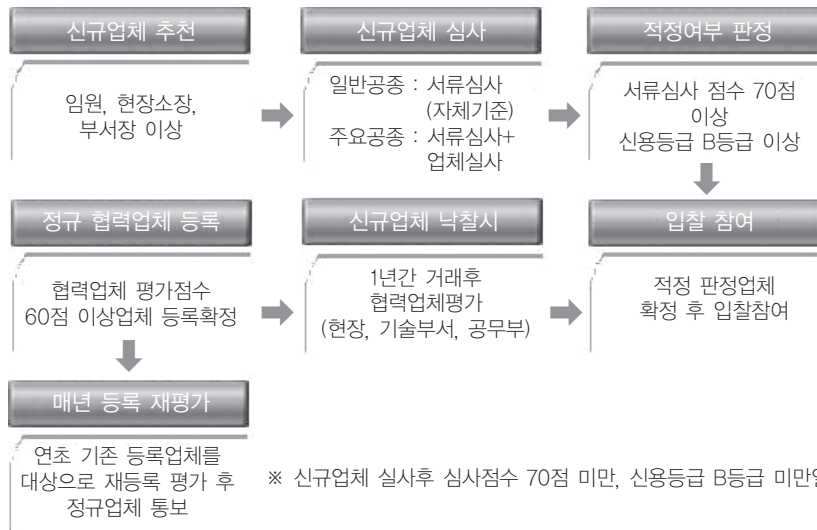 신규업체 추천
임원, 현장소장,
부서장 이상
신규업체 심사
일반공종 : 서류심사
(자체기준)
주요공종 : 서류심사+
업체실사
적정여부 판정
서류심사 점수 70점
이상
신용등급 B등급 이상
정규 협력업체 등록
협력업체 평가점수
60점 이상업체 등록확정
신규업체 낙찰시
1년간 거래후
협력업체평가
(현장, 기술부서, 공무부)
입찰 참여
적정 판정업체
확정 후 입찰참여
매년 등록 재평가
연초 기존 등록업체를
대상으로 재등록 평가 후
정규업체 통보
※ 신규업체 실사후 심사점수 70점 미만, 신용등급 B등급 미만